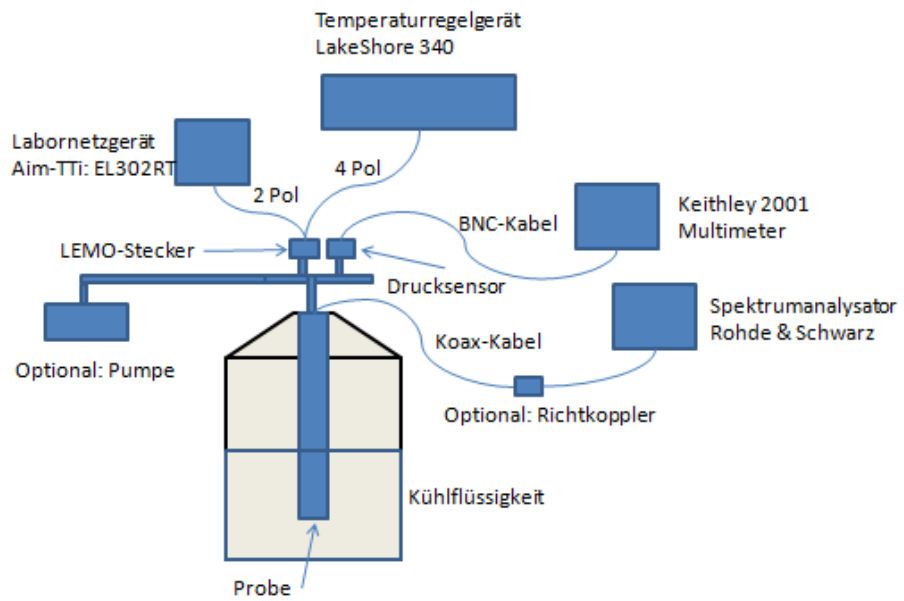 Temperaturregelgerät
LakeShore 340
Labornetzgerät
Aim-TTi: EL302RT
2 Pol
4 Pol
BNC-Kabel
Keithley 2001
Multimeter
LEMO-Stecker
Drucksensor
Spektrumanalysator
Rohde & Schwarz
Koax-Kabel
Optional: Pumpe
Optional: Richtkoppler
Kühlflüssigkeit
Probe